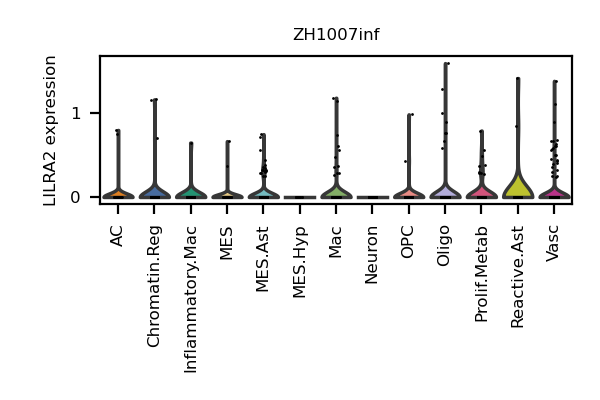 ZH1007inf
LILRA2 expression
1
0
AC
Chromatin.Reg
Inflammatory.Mac
MES
MES.Ast
MES.Hyp
Mac
Neuron
OPC
Oligo
Prolif.Metab
Reactive.Ast
Vasc